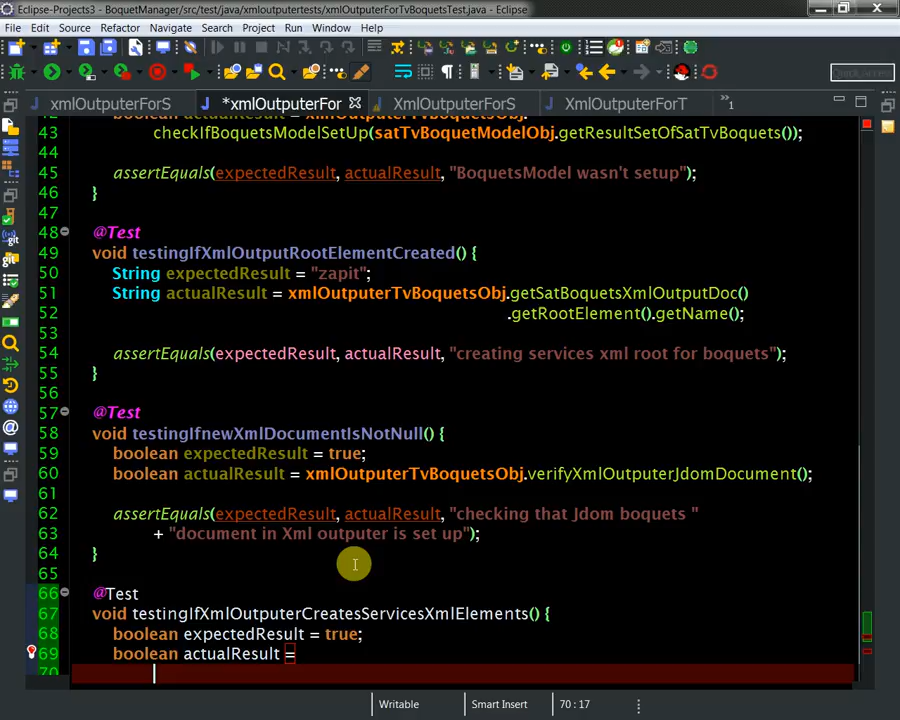 Eclipse-Projects3 - BoquetManager/src/test/java/xmloutputertests/xmlOutputerForTvBoquetsTest.java - Eclipse
File Edit Source Refactor Navigate Search Project Run Window Help
Quick Access
xmlOutputerForS *xmlOutputerFor XmlOutputerForS XmlOutputerForT »1
43 checkIfBoquetsModelSetUp(satTvBoquetModelObj.getResultSetOfSatTvBoquets());
44
45 assertEquals(expectedResult, actualResult, "BoquetsModel wasn't setup");
46 }
47
48 @Test
49 void testingIfXmlOutputRootElementCreated() {
50 String expectedResult = "zapit";
51 String actualResult = xmlOutputerTvBoquetsObj.getSatBoquetsXmlOutputDoc()
52 .getRootElement().getName();
53
54 assertEquals(expectedResult, actualResult, "creating services xml root for boquets");
55 }
56
57 @Test
58 void testingIfnewXmlDocumentIsNotNull() {
59 boolean expectedResult = true;
60 boolean actualResult = xmlOutputerTvBoquetsObj.verifyXmlOutputerJdomDocument();
61
62 assertEquals(expectedResult, actualResult, "checking that Jdom boquets "
63 + "document in Xml outputer is set up");
64 }
65
66 @Test
67 void testingIfXmlOutputerCreatesServicesXmlElements() {
68 boolean expectedResult = true;
69 boolean actualResult =
70
Writable Smart Insert 70 : 17